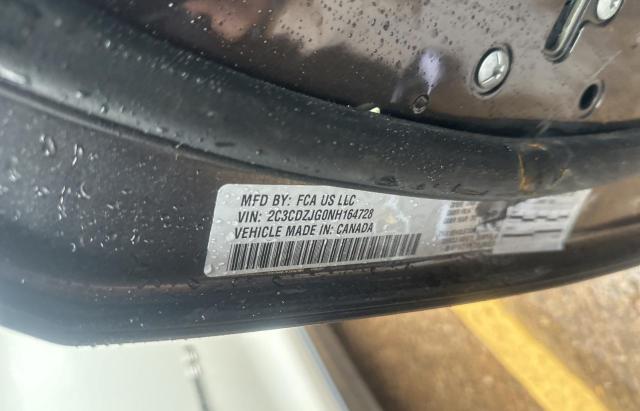 MFD BY: FCA US LLC
VIN: 2C3CDZJG0NH164728
VEHICLE MADE IN: CANADA